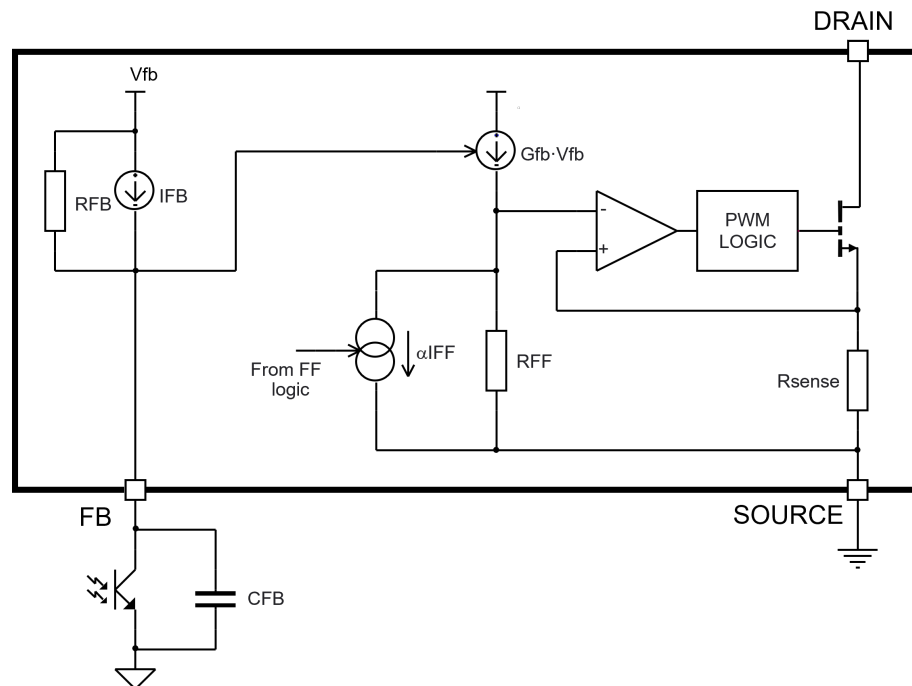 DRAIN
Vfb
Gfb·Vfb
RFB
IFB
-
PWM
LOGIC
+
αIFF
RFF
From FF
logic
Rsense
FB
SOURCE
CFB